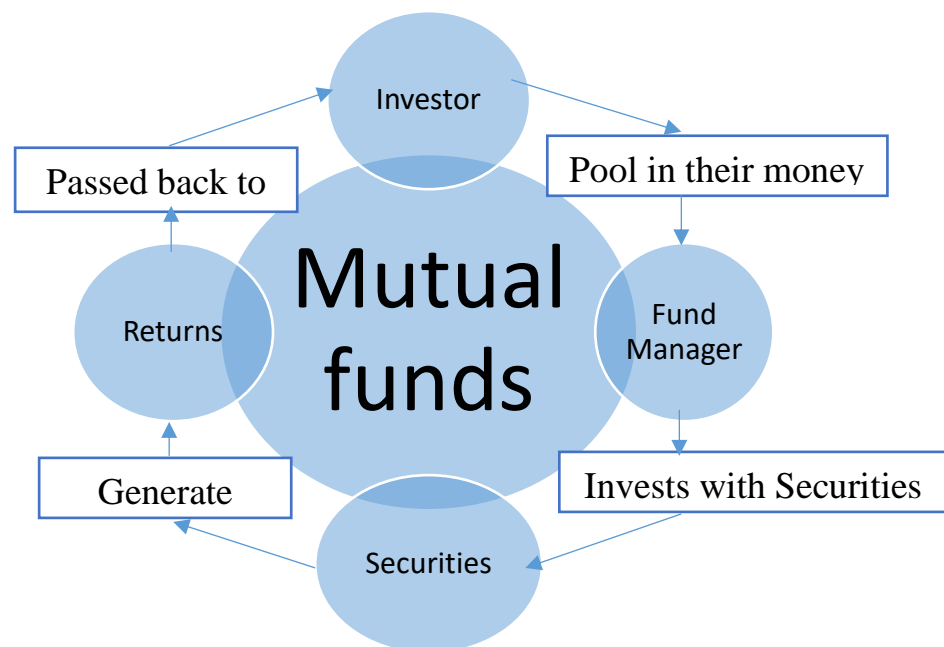 Investor
Pool in their money
Passed back to
Mutual
funds
Returns
Fund
Manager
Generate
Invests with Securities
Securities